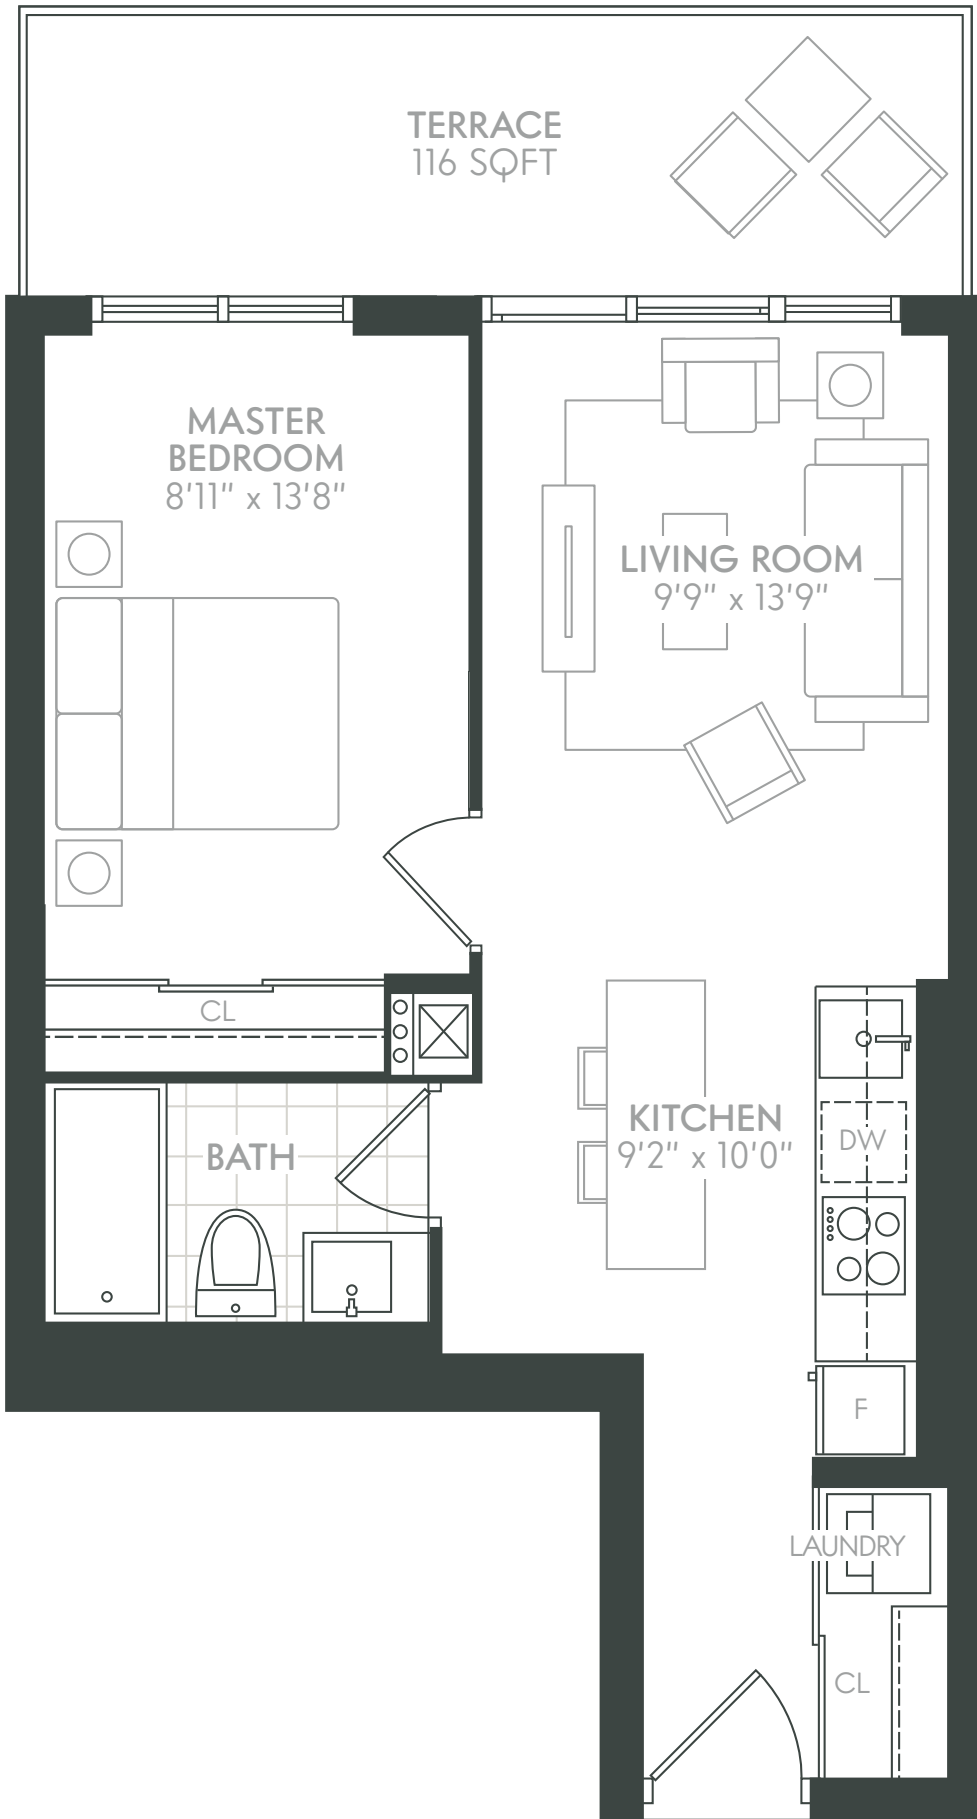 TERRACE
116 SQFT
MASTER
BEDROOM
8'11" x 13'8"
LIVING ROOM
9'9" x 13'9"
CL
KITCHEN
9'2" x 10'0"
DW
BATH
F
LAUNDRY
CL